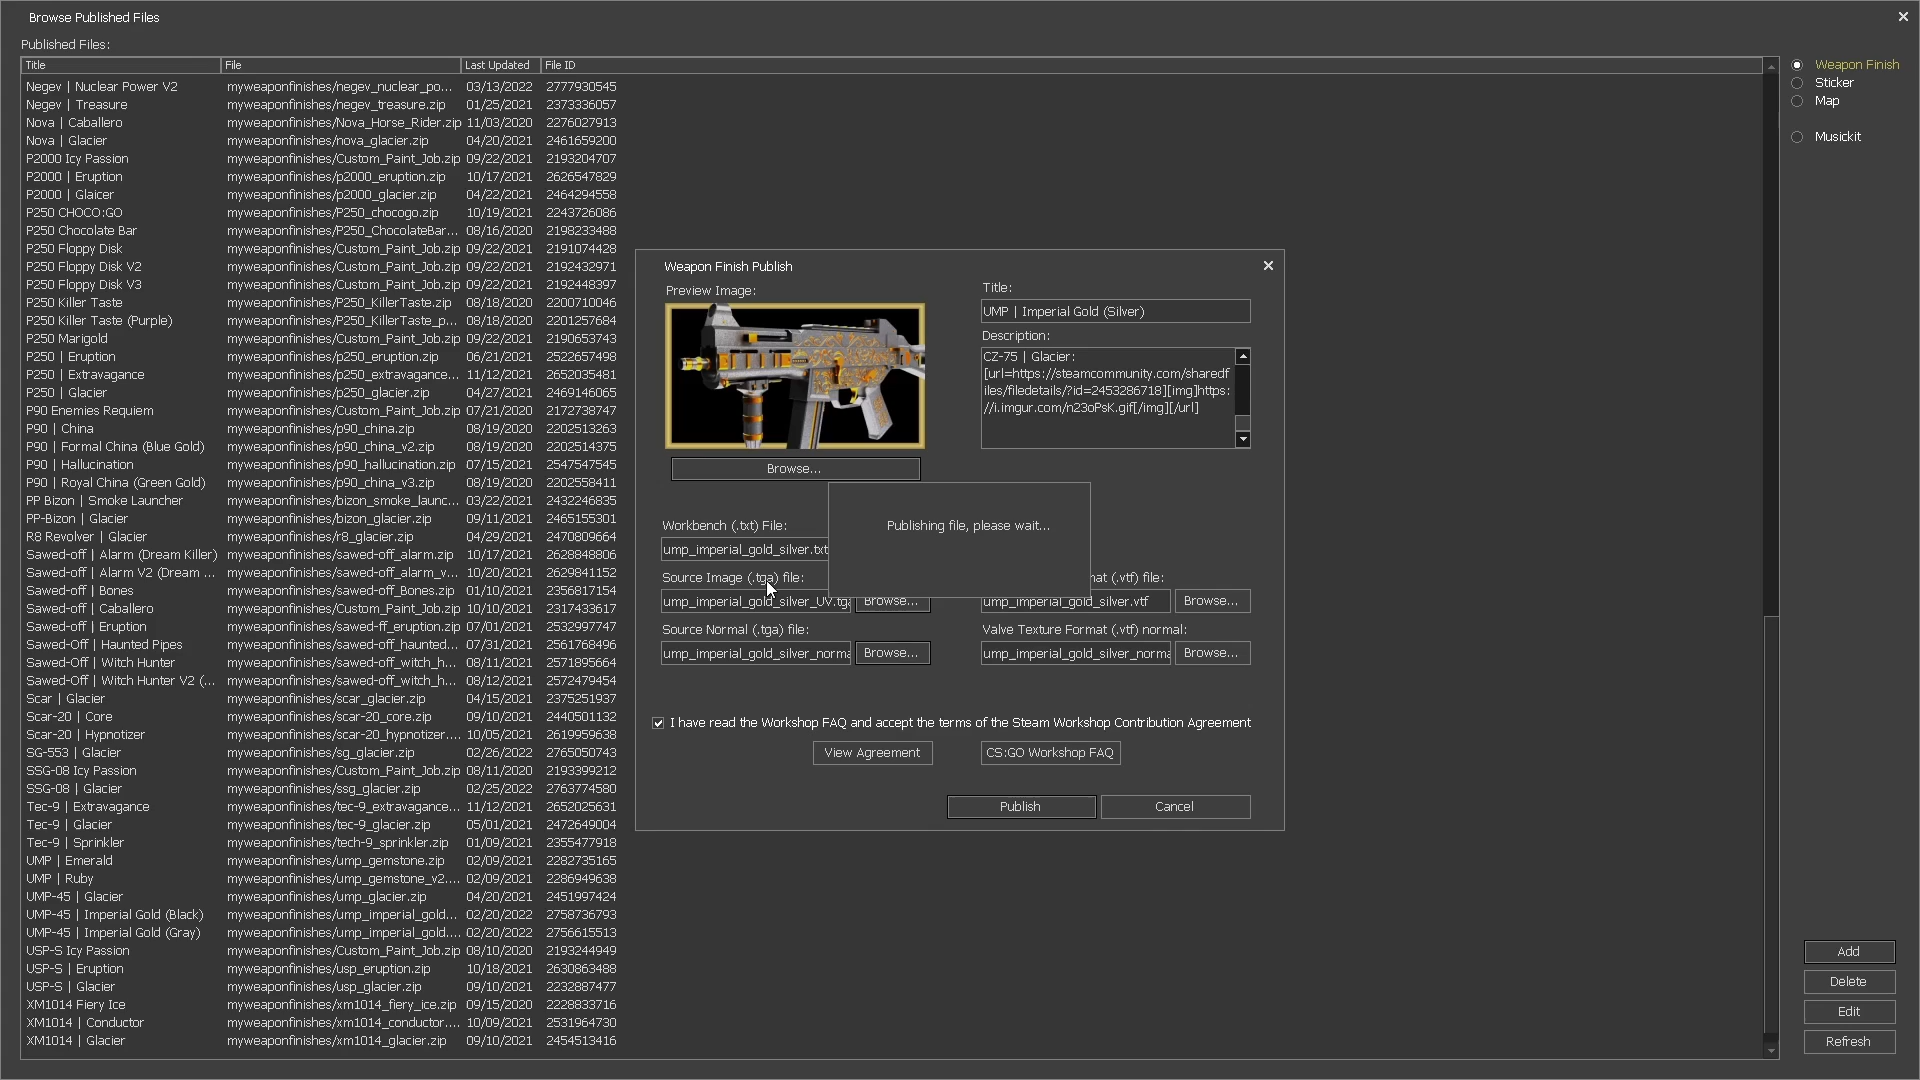 Browse Published Files
Published Files:
Title File Last Updated File ID
Negev | Nuclear Power V2 myweaponfinishes/negev_nuclear_po... 03/13/2022 2777930545
Negev | Treasure myweaponfinishes/negev_treasure.zip 01/25/2021 2373336057
Nova | Caballero myweaponfinishes/Nova_Horse_Rider.zip 11/03/2020 2276027913
Nova | Glacier myweaponfinishes/nova_glacier.zip 04/20/2021 2461659200
P2000 Icy Passion myweaponfinishes/Custom_Paint_Job.zip 09/22/2021 2193204707
P2000 | Eruption myweaponfinishes/p2000_eruption.zip 10/17/2021 2626547829
P2000 | Glaicer myweaponfinishes/p2000_glacier.zip 04/22/2021 2464294558
P250 CHOCO:GO myweaponfinishes/P250_chocogo.zip 10/19/2021 2243726086
P250 Chocolate Bar myweaponfinishes/P250_ChocolateBar... 08/16/2020 2198233488
P250 Floppy Disk myweaponfinishes/Custom_Paint_Job.zip 09/22/2021 2191074428
P250 Floppy Disk V2 myweaponfinishes/Custom_Paint_Job.zip 09/22/2021 2192432971
P250 Floppy Disk V3 myweaponfinishes/Custom_Paint_Job.zip 09/22/2021 2192448397
P250 Killer Taste myweaponfinishes/P250_KillerTaste.zip 08/18/2020 2200710046
P250 Killer Taste (Purple) myweaponfinishes/P250_KillerTaste_p... 08/18/2020 2201257684
P250 Marigold myweaponfinishes/Custom_Paint_Job.zip 09/22/2021 2190653743
P250 | Eruption myweaponfinishes/p250_eruption.zip 06/21/2021 2522657498
P250 | Extravagance myweaponfinishes/p250_extravagance... 11/12/2021 2652035481
P250 | Glacier myweaponfinishes/p250_glacier.zip 04/27/2021 2469146065
P90 Enemies Requiem myweaponfinishes/Custom_Paint_Job.zip 07/21/2020 2172738747
P90 | China myweaponfinishes/p90_china.zip 08/19/2020 2202513263
P90 | Formal China (Blue Gold) myweaponfinishes/p90_china_v2.zip 08/19/2020 2202514375
P90 | Hallucination myweaponfinishes/p90_hallucination.zip 07/15/2021 2547547545
P90 | Royal China (Green Gold) myweaponfinishes/p90_china_v3.zip 08/19/2020 2202558411
PP Bizon | Smoke Launcher myweaponfinishes/bizon_smoke_launc... 03/22/2021 2432246835
PP-Bizon | Glacier myweaponfinishes/bizon_glacier.zip 09/11/2021 2465155301
R8 Revolver | Glacier myweaponfinishes/r8_glacier.zip 04/29/2021 2470809664
Sawed-off | Alarm (Dream Killer) myweaponfinishes/sawed-off_alarm.zip 10/17/2021 2628848806
Sawed-off | Alarm V2 (Dream ... myweaponfinishes/sawed-off_alarm_v... 10/20/2021 2629841152
Sawed-off | Bones myweaponfinishes/sawed-off_Bones.zip 01/10/2021 2356817154
Sawed-off | Caballero myweaponfinishes/Custom_Paint_Job.zip 10/10/2021 2317433617
Sawed-off | Eruption myweaponfinishes/sawed-ff_eruption.zip 07/01/2021 2532997747
Sawed-off | Haunted Pipes myweaponfinishes/sawed-off_haunted... 07/31/2021 2561768496
Sawed-Off | Witch Hunter myweaponfinishes/sawed-off_witch_h... 08/11/2021 2571895664
Sawed-Off | Witch Hunter V2 (... myweaponfinishes/sawed-off_witch_h... 08/12/2021 2572479454
Scar | Glacier myweaponfinishes/scar_glacier.zip 04/15/2021 2375251937
Scar-20 | Core myweaponfinishes/scar-20_core.zip 09/10/2021 2440501132
Scar-20 | Hypnotizer myweaponfinishes/scar-20_hypnotizer.... 10/05/2021 2619959638
SG-553 | Glacier myweaponfinishes/sg_glacier.zip 02/26/2022 2765050743
SSG-08 Icy Passion myweaponfinishes/Custom_Paint_Job.zip 08/11/2020 2193399212
SSG-08 | Glacier myweaponfinishes/ssg_glacier.zip 02/25/2022 2763774580
Tec-9 | Extravagance myweaponfinishes/tec-9_extravagance... 11/12/2021 2652025631
Tec-9 | Glacier myweaponfinishes/tec-9_glacier.zip 05/01/2021 2472649004
Tec-9 | Sprinkler myweaponfinishes/tech-9_sprinkler.zip 01/09/2021 2355477918
UMP | Emerald myweaponfinishes/ump_gemstone.zip 02/09/2021 2282735165
UMP | Ruby myweaponfinishes/ump_gemstone_v2.... 02/09/2021 2286949638
UMP-45 | Glacier myweaponfinishes/ump_glacier.zip 04/20/2021 2451997424
UMP-45 | Imperial Gold (Black) myweaponfinishes/ump_imperial_gold... 02/20/2022 2758736793
UMP-45 | Imperial Gold (Gray) myweaponfinishes/ump_imperial_gold.... 02/20/2022 2756615513
USP-S Icy Passion myweaponfinishes/Custom_Paint_Job.zip 08/10/2020 2193244949
USP-S | Eruption myweaponfinishes/usp_eruption.zip 10/18/2021 2630863488
USP-S | Glacier myweaponfinishes/usp_glacier.zip 09/10/2021 2232887477
XM1014 Fiery Ice myweaponfinishes/xm1014_fiery_ice.zip 09/15/2020 2228833716
XM1014 | Conductor myweaponfinishes/xm1014_conductor.... 10/09/2021 2531964730
XM1014 | Glacier myweaponfinishes/xm1014_glacier.zip 09/10/2021 2454513416
Weapon Finish Publish
Preview Image:
Browse...
Title:
UMP | Imperial Gold (Silver)
Description:
CZ-75 | Glacier:
[url=https://steamcommunity.com/sharedf
iles/filedetails/?id=2453286718][img]https:
//i.imgur.com/n23oPsK.gif[/img][/url]
Publishing file, please wait...
Workbench (.txt) File:
ump_imperial_gold_silver.txt
Source Image (.tga) file: mat (.vtf) file:
ump_imperial_gold_silver_UV.tga Browse... ump_imperial_gold_silver.vtf Browse...
Source Normal (.tga) file: Valve Texture Format (.vtf) normal:
ump_imperial_gold_silver_norma Browse... ump_imperial_gold_silver_norma Browse...
I have read the Workshop FAQ and accept the terms of the Steam Workshop Contribution Agreement
View Agreement CS:GO Workshop FAQ
Publish Cancel
Weapon Finish
Sticker
Map
Musickit
Add
Delete
Edit
Refresh